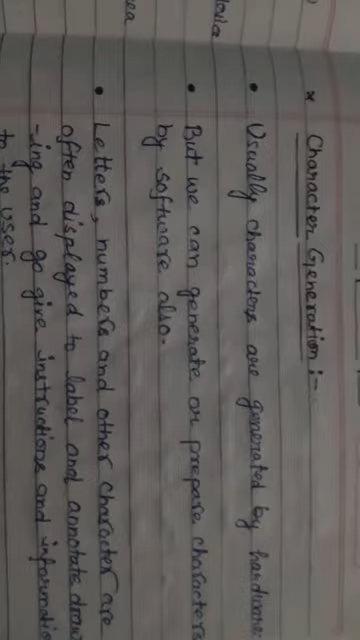 * Character Generation :-
• Usually characters are generated by hardware
• But we can generate or prepare characters
by software also.
• Letters, numbers and other character are
often displayed to label and annotate draw
-ing and go give instructions and informatio
to the user.